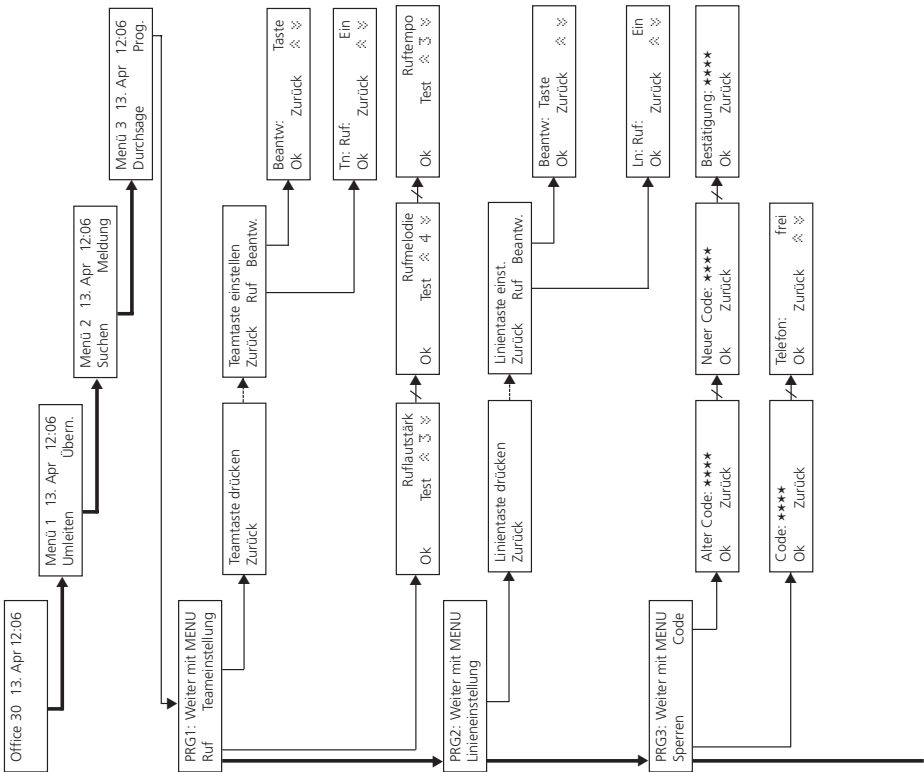 Office 30 13. Apr 12:06
Menü 1 13. Apr 12:06
Umleiten Übern.
Menü 2 13. Apr 12:06
Suchen Meldung
Menü 3 13. Apr 12:06
Durchsage Prog.
PRG1: Weiter mit MENU
Ruf Teameinstellung
Teamtaste drücken
Zurück
Teamtaste einstellen
Zurück Ruf Beantw.
Beantw: Taste
Ok Zurück
Tn: Ruf: Ein
Ok Zurück
Ruflautstärk
Ok Test 3
Rufmelodie
Ok Test 4
Ruftempo
Ok Test 3
PRG2: Weiter mit MENU
Linieneinstellung
Linientaste drücken
Zurück
Linientaste einst.
Zurück Ruf Beantw.
Beantw: Taste
Ok Zurück
Ln: Ruf: Ein
Ok Zurück
PRG3: Weiter mit MENU
Sperren Code
Alter Code: ★★★★
Ok Zurück
Neuer Code: ★★★★
Ok Zurück
Bestätigung: ★★★★
Ok Zurück
Code: ★★★★
Ok Zurück
Telefon: frei
Ok Zurück